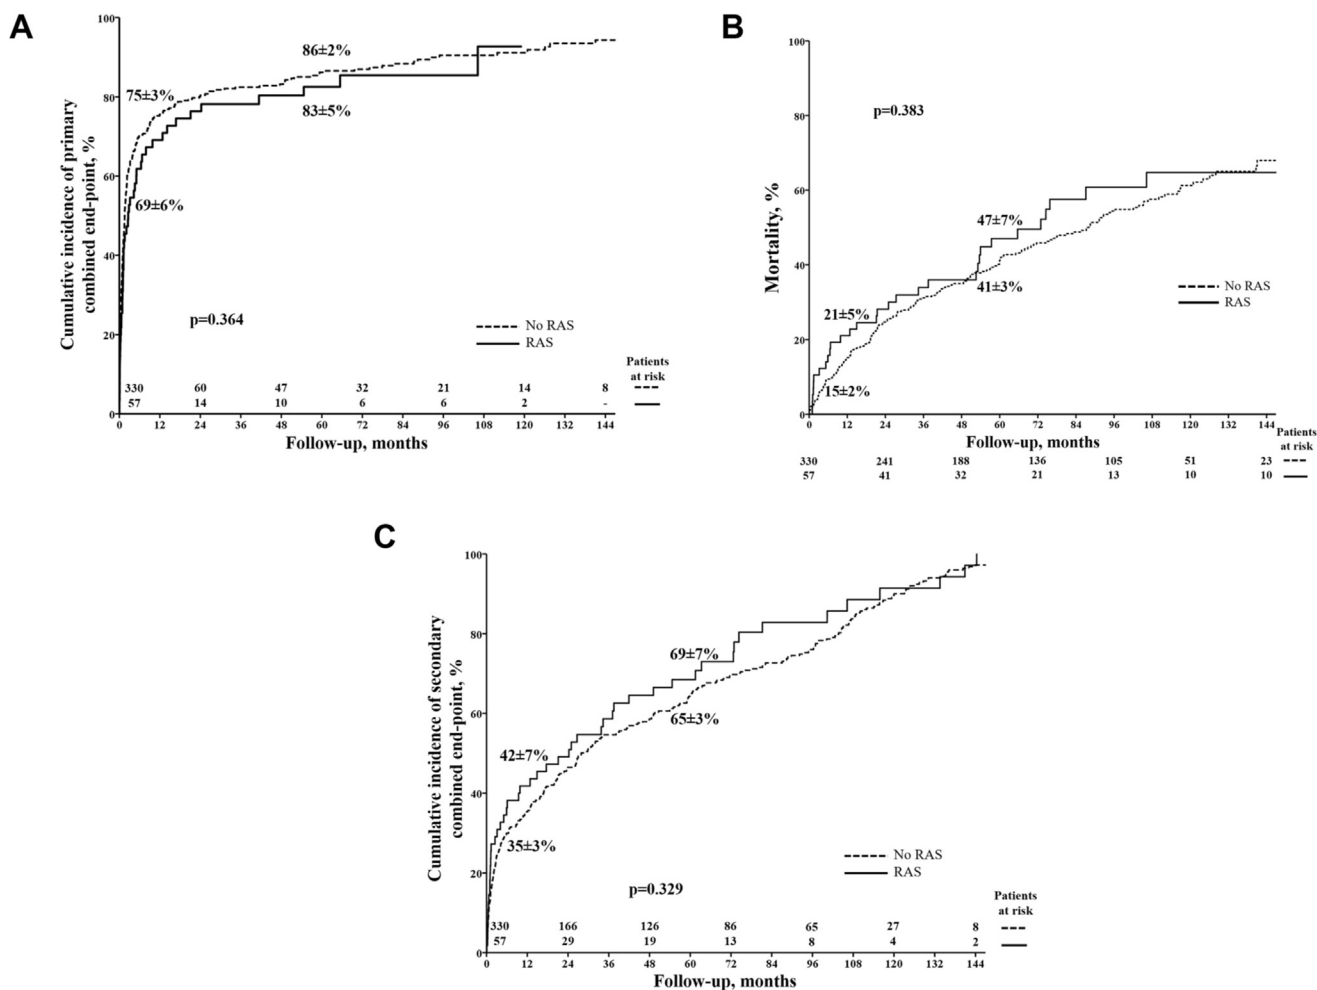 A
Cumulative incidence of primary
combined end-point, %
100
80
60
40
20
0
75±3%
86±2%
69±6%
83±5%
p=0.364
No RAS
RAS
Patients
at risk
330 60 47 32 21 14 8
57 14 10 6 6 2 -
0 12 24 36 48 60 72 84 96 108 120 132 144
Follow-up, months
B
Mortality, %
100
80
60
40
20
0
p=0.383
47±7%
41±3%
21±5%
15±2%
No RAS
RAS
0 12 24 36 48 60 72 84 96 108 120 132 144
Follow-up, months
Patients
at risk
330 241 188 136 105 51 23
57 41 32 21 13 10 10
C
Cumulative incidence of secondary
combined end-point, %
100
80
60
40
20
0
69±7%
65±3%
42±7%
35±3%
p=0.329
No RAS
RAS
Patients
at risk
330 166 126 86 65 27 8
57 29 19 13 8 4 2
0 12 24 36 48 60 72 84 96 108 120 132 144
Follow-up, months